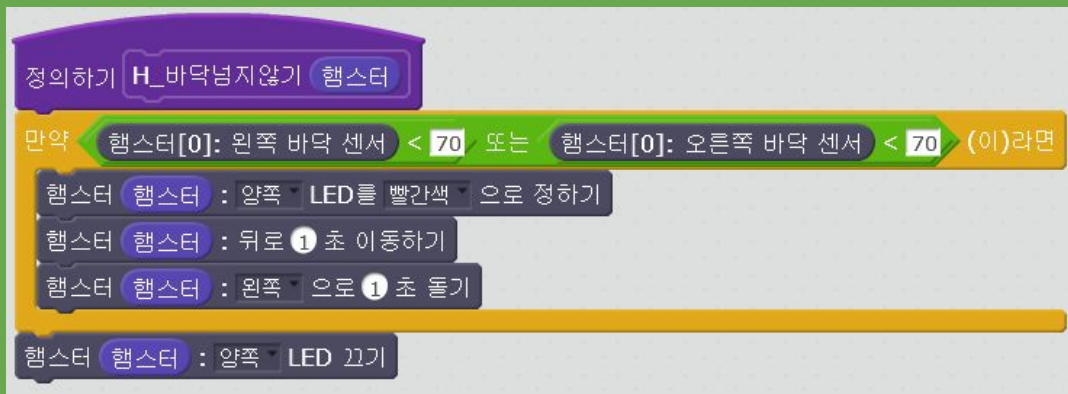 정의하기 H_바닥넘지않기 햄스터
만약 햄스터[0]: 왼쪽 바닥 센서 < 70 또는 햄스터[0]: 오른쪽 바닥 센서 < 70 (이)라면
햄스터 햄스터 : 양쪽 LED를 빨간색 으로 정하기
햄스터 햄스터 : 뒤로 1 초 이동하기
햄스터 햄스터 : 왼쪽 으로 1 초 돌기
햄스터 햄스터 : 양쪽 LED 끄기